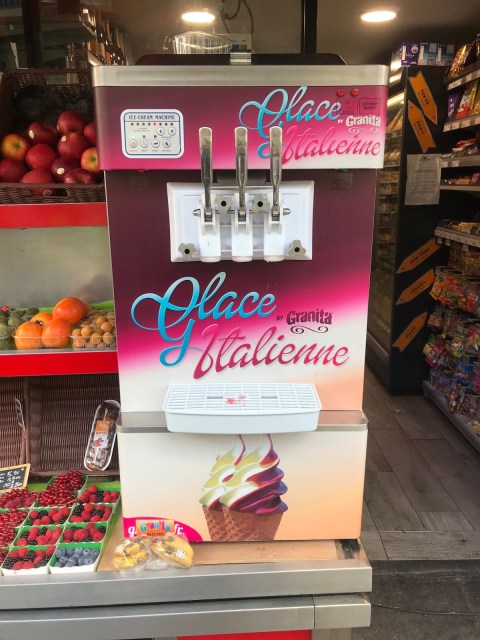 ICE-CREAM MACHINE
Glace
BY Granita
Italienne
Glace
BY Granita
Italienne